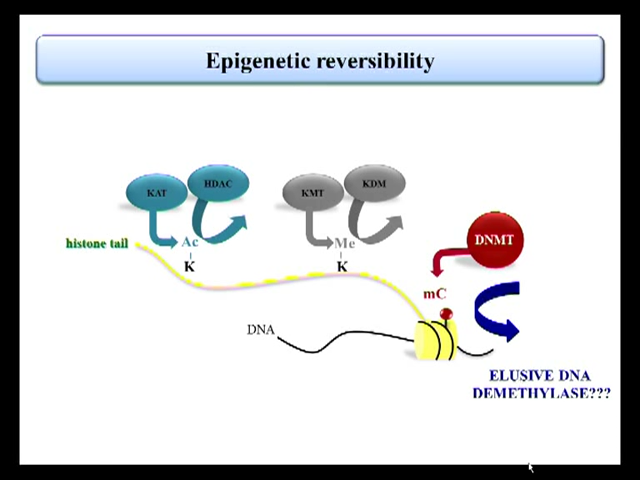 Epigenetic reversibility
KAT
HDAC
KMT
KDM
histone tail
Ac
K
Me
K
DNMT
mC
DNA
ELUSIVE DNA
DEMETHYLASE???